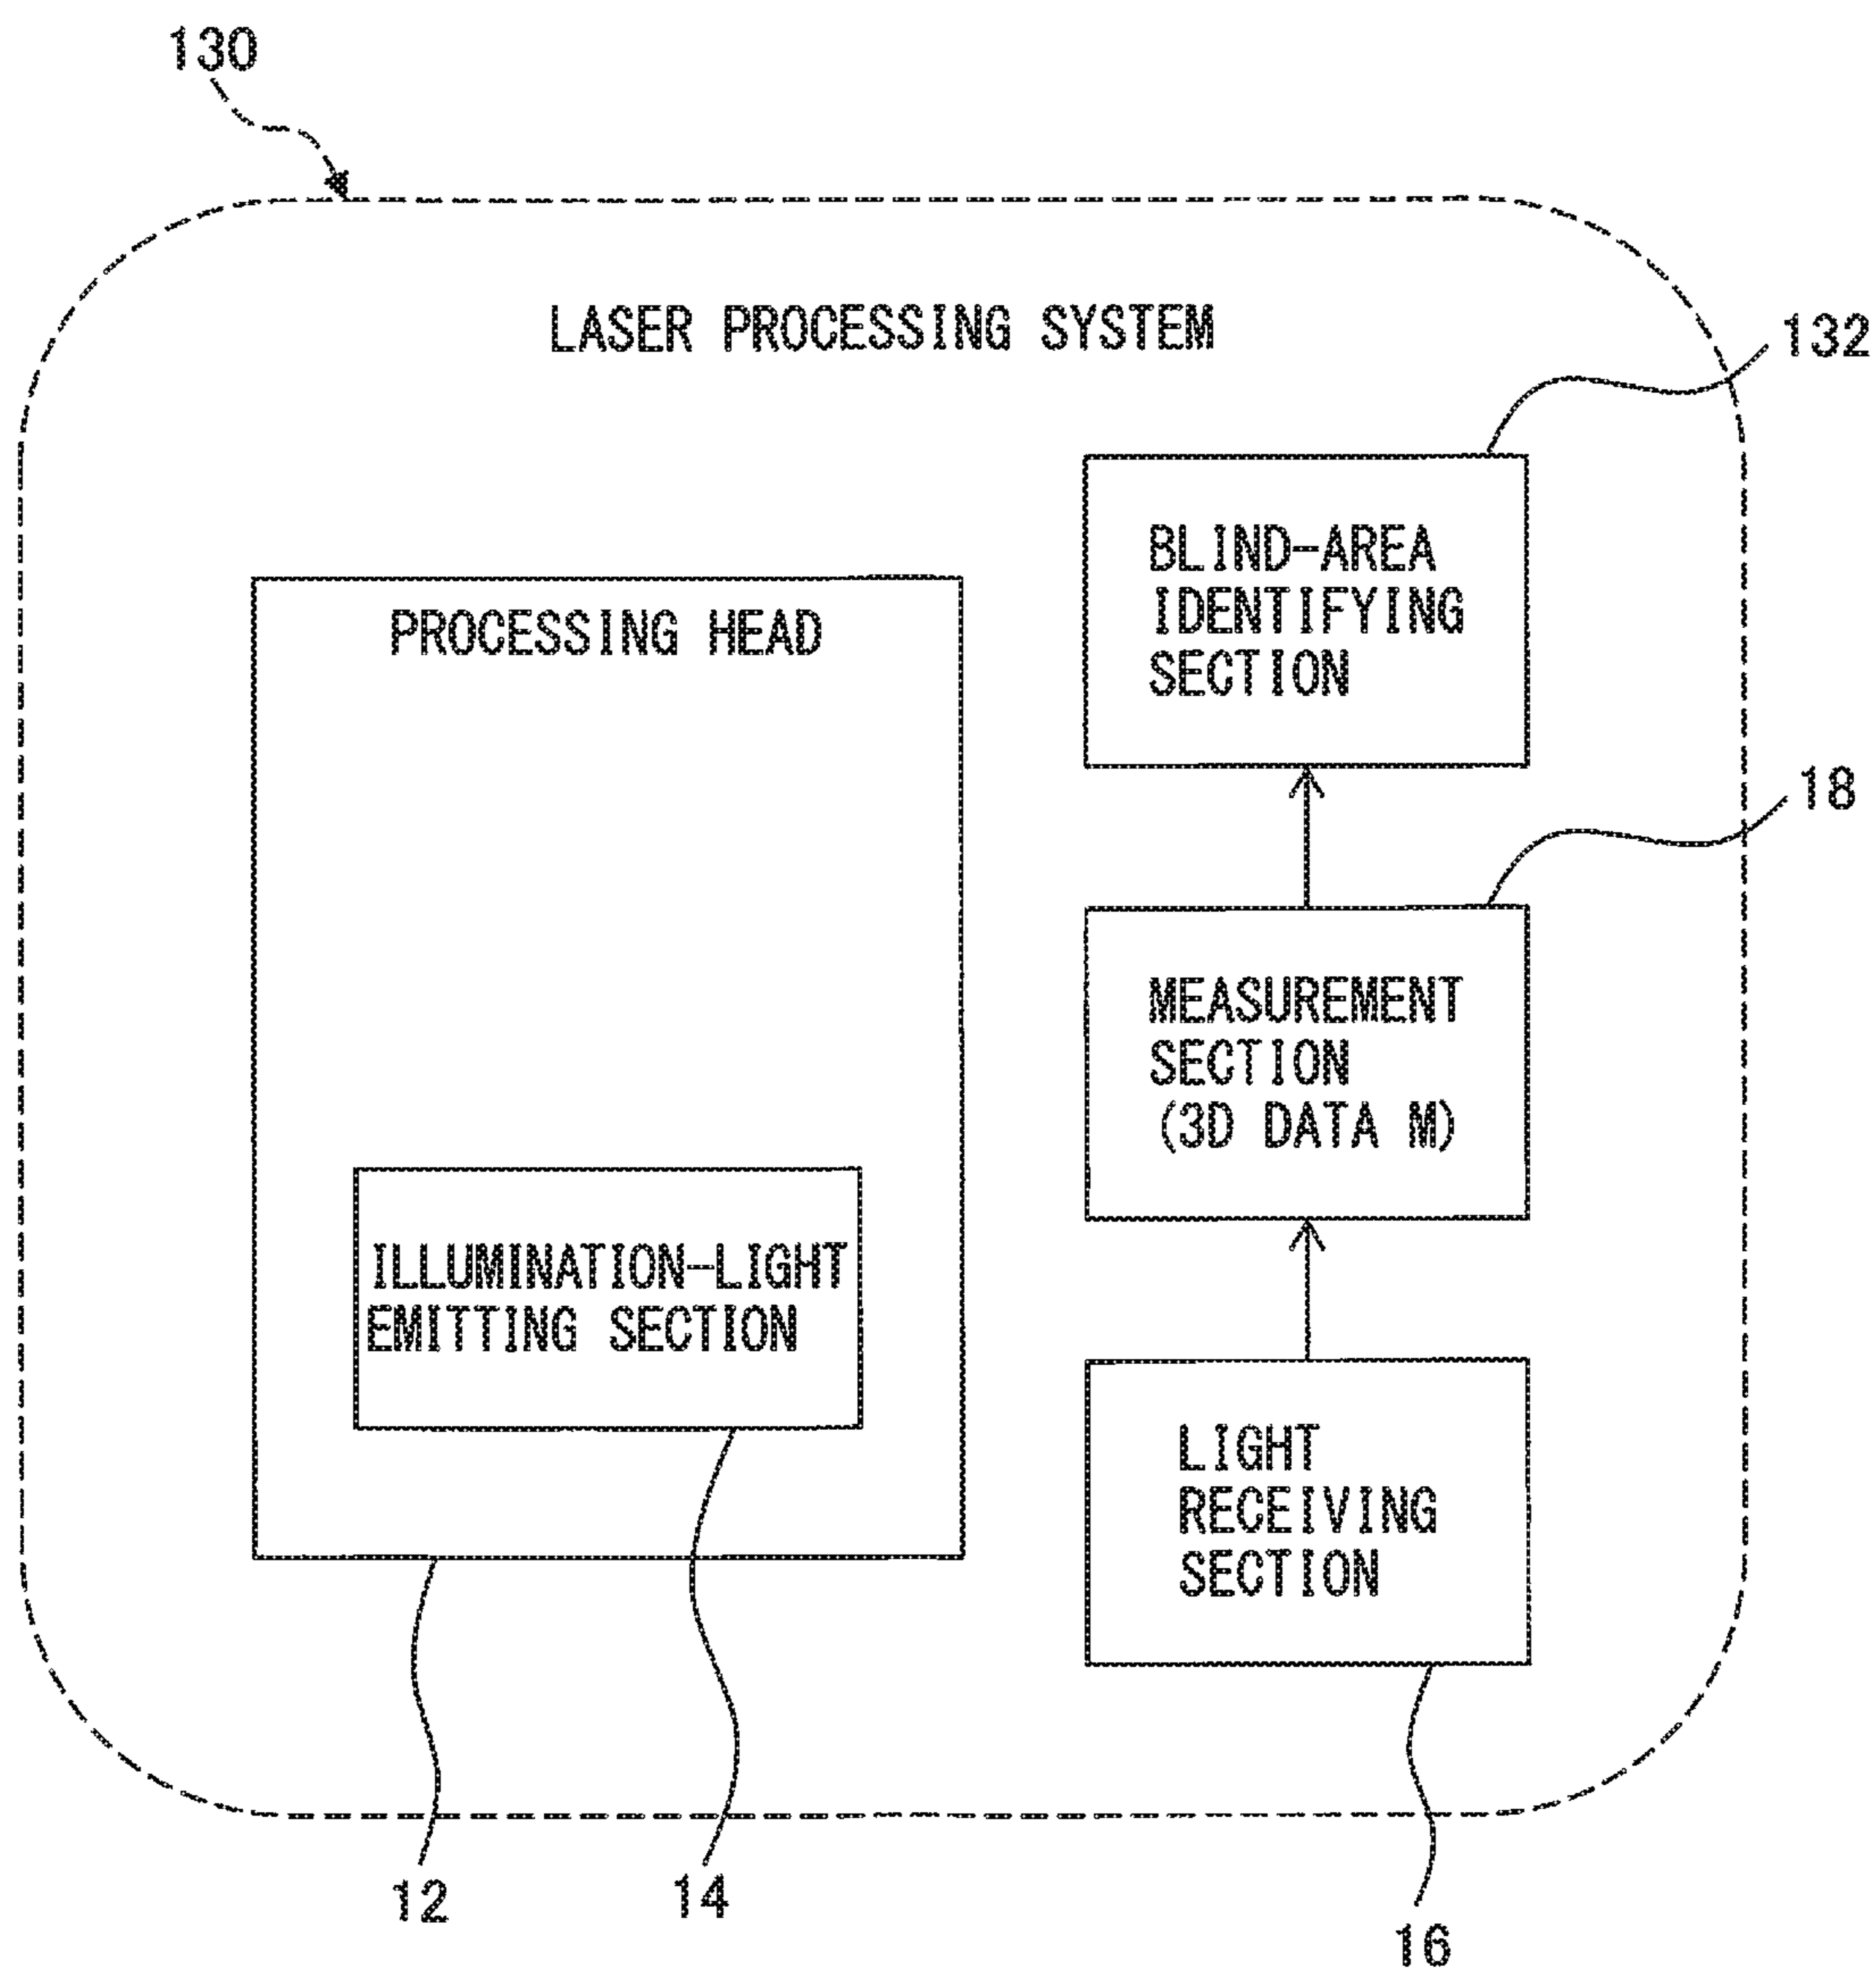 130
LASER PROCESSING SYSTEM
132
BLIND-AREA
IDENTIFYING
SECTION
PROCESSING HEAD
18
MEASUREMENT
SECTION
(3D DATA M)
ILLUMINATION-LIGHT
EMITTING SECTION
LIGHT
RECEIVING
SECTION
12
14
16